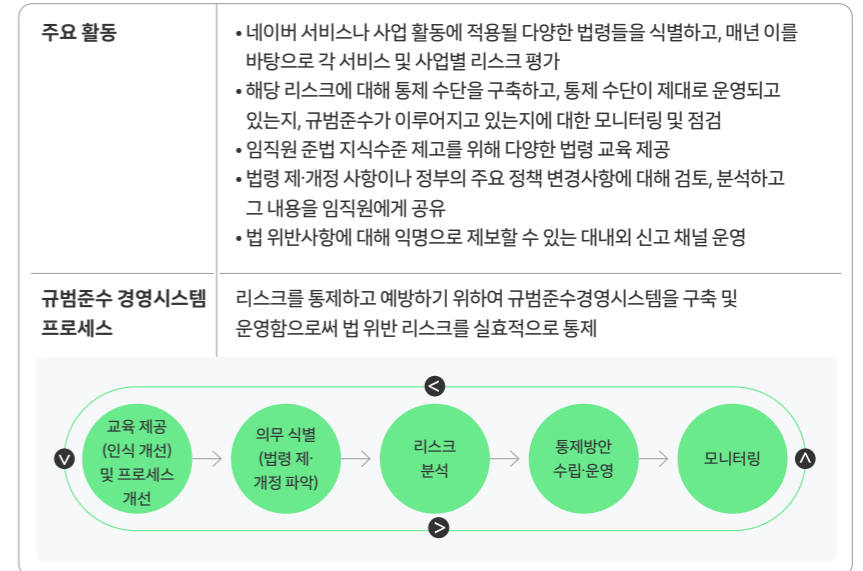 주요 활동
• 네이버 서비스나 사업 활동에 적용될 다양한 법령들을 식별하고, 매년 이를
바탕으로 각 서비스 및 사업별 리스크 평가
• 해당 리스크에 대해 통제 수단을 구축하고, 통제 수단이 제대로 운영되고
있는지, 규범준수가 이루어지고 있는지에 대한 모니터링 및 점검
• 임직원 준법 지식수준 제고를 위해 다양한 법령 교육 제공
• 법령 제·개정 사항이나 정부의 주요 정책 변경사항에 대해 검토, 분석하고
그 내용을 임직원에게 공유
• 법 위반사항에 대해 익명으로 제보할 수 있는 대내외 신고 채널 운영
규범준수 경영시스템
프로세스
리스크를 통제하고 예방하기 위하여 규범준수경영시스템을 구축 및
운영함으로써 법 위반 리스크를 실효적으로 통제
교육 제공
(인식 개선)
및 프로세스
개선
의무 식별
(법령 제·
개정 파악)
리스크
분석
통제방안
수립·운영
모니터링